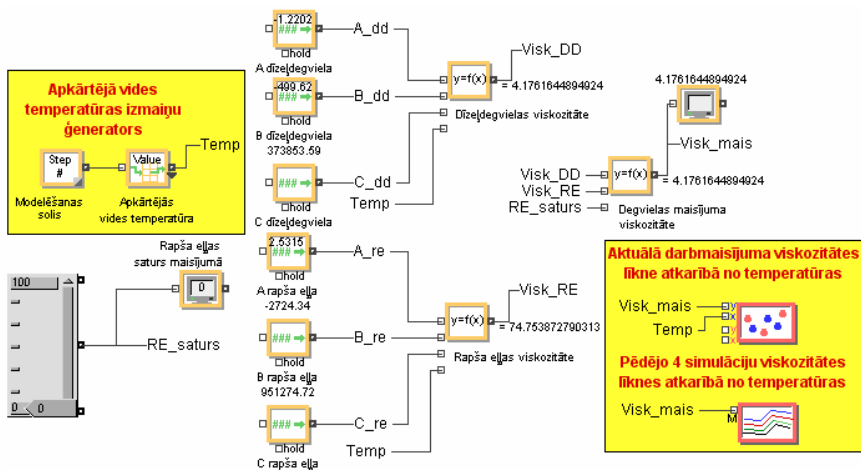 Apkārtējā vides
temperatūras izmaiņu
ģenerators
Step
#
Value
Temp
Modelēšanas
solis
Apkārtējās
vides temperatūra
100
0
0
Rapša eļļas
saturs maisījumā
0
RE_saturs
-1.2202
###
hold
A_dd
A dīzeļdegviela
-499.62
###
hold
B_dd
B dīzeļdegviela
373853.59
###
hold
C_dd
C dīzeļdegviela
Temp
y=f(x)
Visk_DD
= 4.1761644894924
Dīzeļdegvielas viskozitāte
2.5315
###
hold
A_re
A rapša eļļa
-2724.34
###
hold
B_re
B rapša eļļa
951274.72
###
hold
C_re
C rapša eļļa
Temp
y=f(x)
Visk_RE
= 74.753872790313
Rapša eļļas viskozitāte
4.1761644894924
Visk_mais
Visk_DD
Visk_RE
RE_saturs
y=f(x)
= 4.1761644894924
Degvielas maisījuma
viskozitāte
Aktuālā darbmaisījuma viskozitātes
līkne atkarībā no temperatūras
Visk_mais
y
Temp
x
y
x
Pēdējo 4 simulāciju viskozitātes
līknes atkarībā no temperatūras
Visk_mais
M